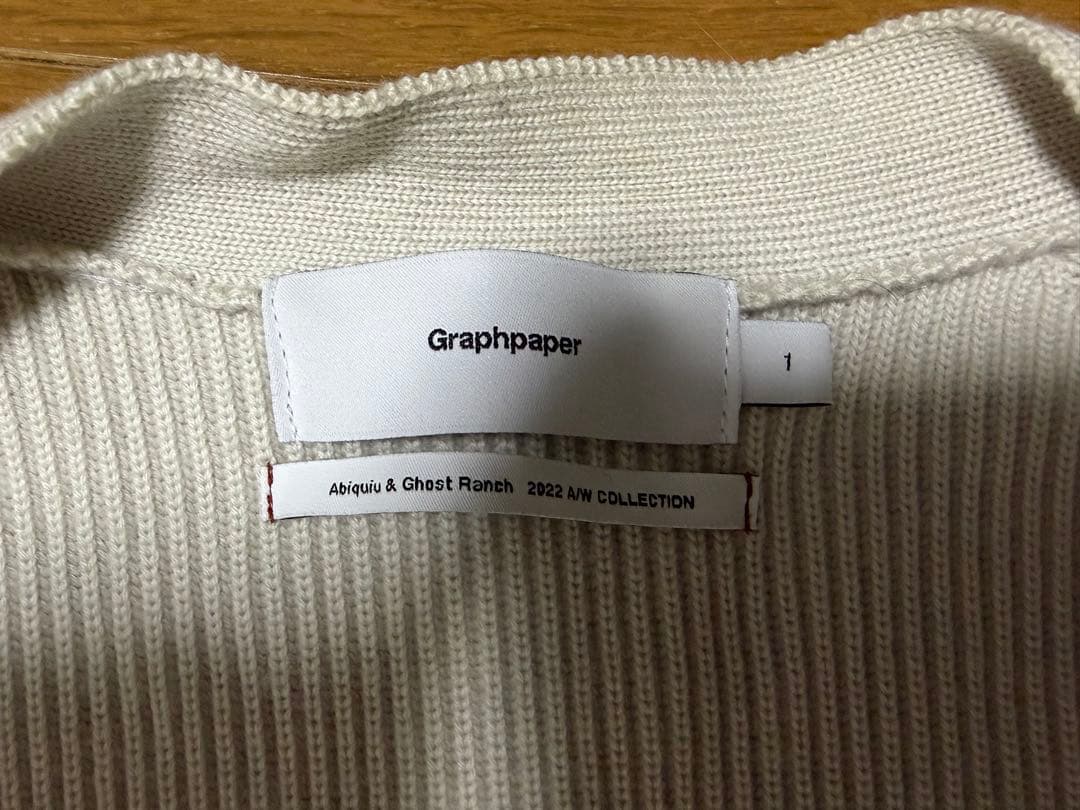 Graphpaper
1
Abiquiu & Ghost Ranch 2022 A/W COLLECTION